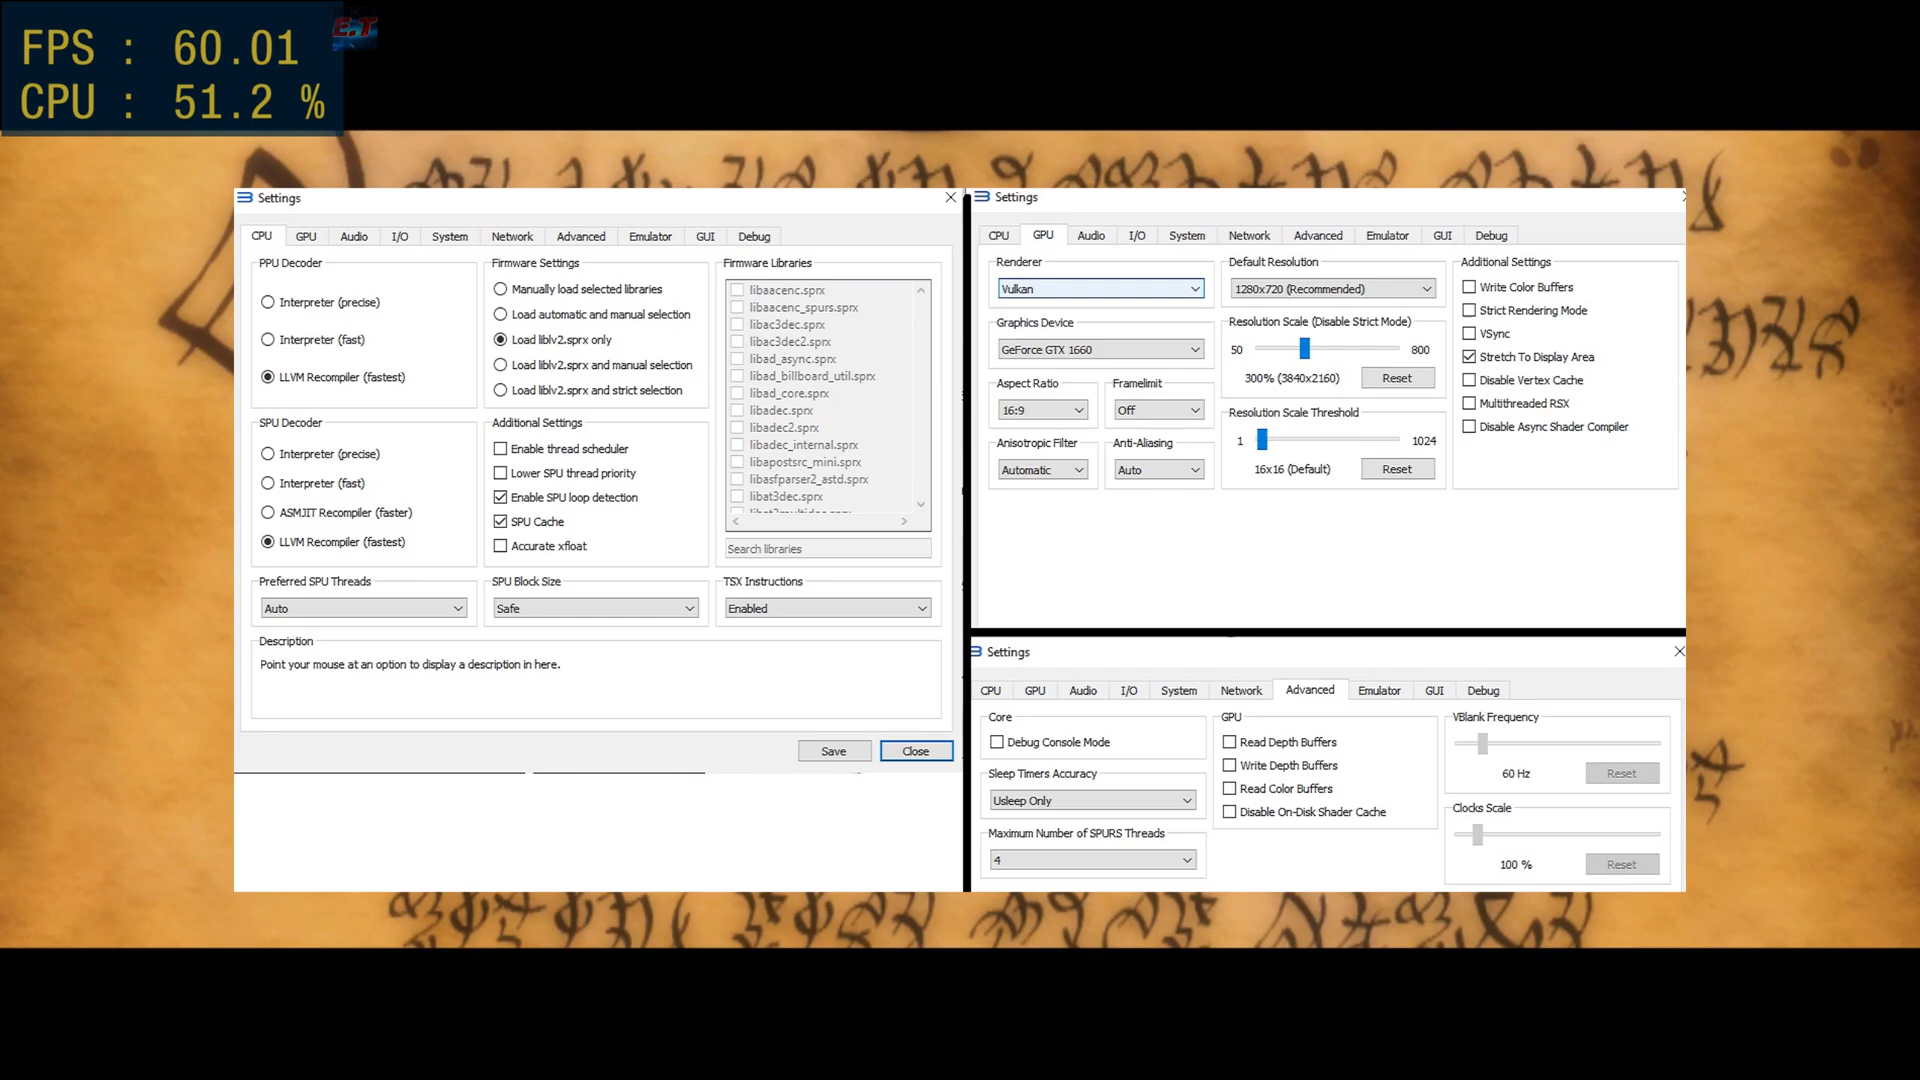 FPS : 60.01
CPU : 51.2 %
E.T
Settings
CPU GPU Audio I/O System Network Advanced Emulator GUI Debug
PPU Decoder
Interpreter (precise)
Interpreter (fast)
LLVM Recompiler (fastest)
SPU Decoder
Interpreter (precise)
Interpreter (fast)
ASMJIT Recompiler (faster)
LLVM Recompiler (fastest)
Firmware Settings
Manually load selected libraries
Load automatic and manual selection
Load liblv2.sprx only
Load liblv2.sprx and manual selection
Load liblv2.sprx and strict selection
Additional Settings
Enable thread scheduler
Lower SPU thread priority
Enable SPU loop detection
SPU Cache
Accurate xfloat
Firmware Libraries
libaacenc.sprx
libaacenc_spurs.sprx
libac3dec.sprx
libac3dec2.sprx
libad_async.sprx
libad_billboard_util.sprx
libad_core.sprx
libadec.sprx
libadec2.sprx
libadec_internal.sprx
libapostsrc_mini.sprx
libasfparser2_astd.sprx
libat3dec.sprx
Search libraries
Preferred SPU Threads
Auto
SPU Block Size
Safe
TSX Instructions
Enabled
Description
Point your mouse at an option to display a description in here.
Save Close
Settings
CPU GPU Audio I/O System Network Advanced Emulator GUI Debug
Renderer
Vulkan
Graphics Device
GeForce GTX 1660
Aspect Ratio
16:9
Framelimit
Off
Anisotropic Filter
Automatic
Anti-Aliasing
Auto
Default Resolution
1280x720 (Recommended)
Resolution Scale (Disable Strict Mode)
50 800
300% (3840x2160) Reset
Resolution Scale Threshold
1 1024
16x16 (Default) Reset
Additional Settings
Write Color Buffers
Strict Rendering Mode
VSync
Stretch To Display Area
Disable Vertex Cache
Multithreaded RSX
Disable Async Shader Compiler
Settings
CPU GPU Audio I/O System Network Advanced Emulator GUI Debug
Core
Debug Console Mode
Sleep Timers Accuracy
Usleep Only
Maximum Number of SPURS Threads
4
GPU
Read Depth Buffers
Write Depth Buffers
Read Color Buffers
Disable On-Disk Shader Cache
VBlank Frequency
60 Hz Reset
Clocks Scale
100 % Reset